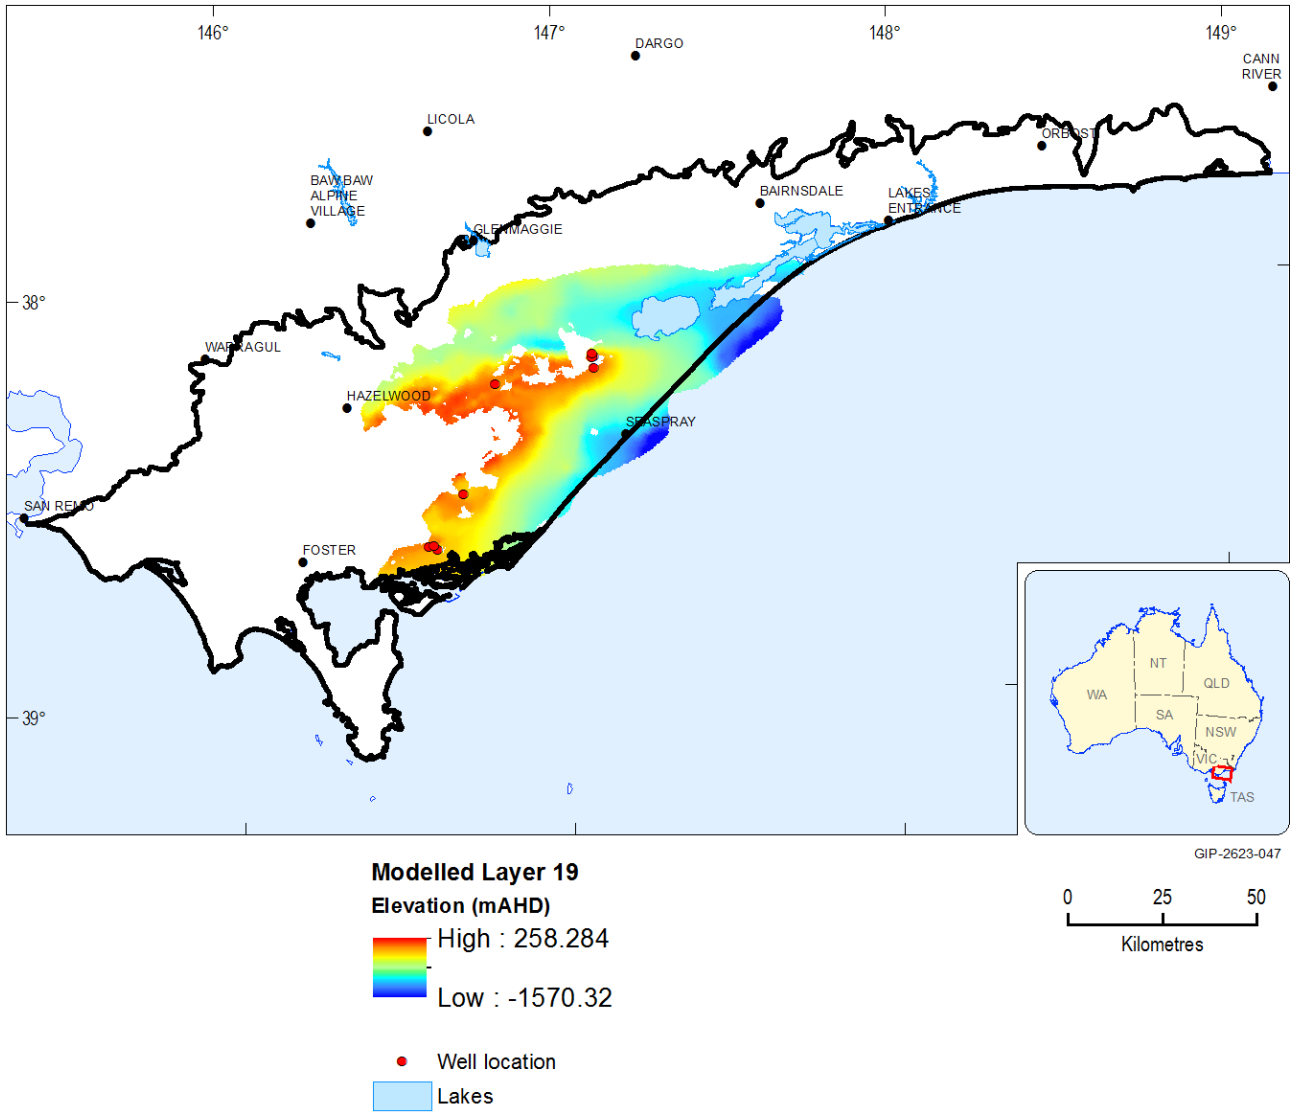 146°
147°
148°
149°
DARGO
CANN
RIVER
LICOLA
ORBOST
BAW BAW
ALPINE
VILLAGE
BAIRNSDALE
LAKES
ENTRANCE
GLENMAGGIE
38°
WARRAGUL
HAZELWOOD
SEASPRAY
SAN REMO
FOSTER
39°
NT
QLD
WA
SA
NSW
VIC
TAS
GIP-2623-047
Modelled Layer 19
Elevation (mAHD)
High : 258.284
Low : -1570.32
0 25 50
Kilometres
Well location
Lakes